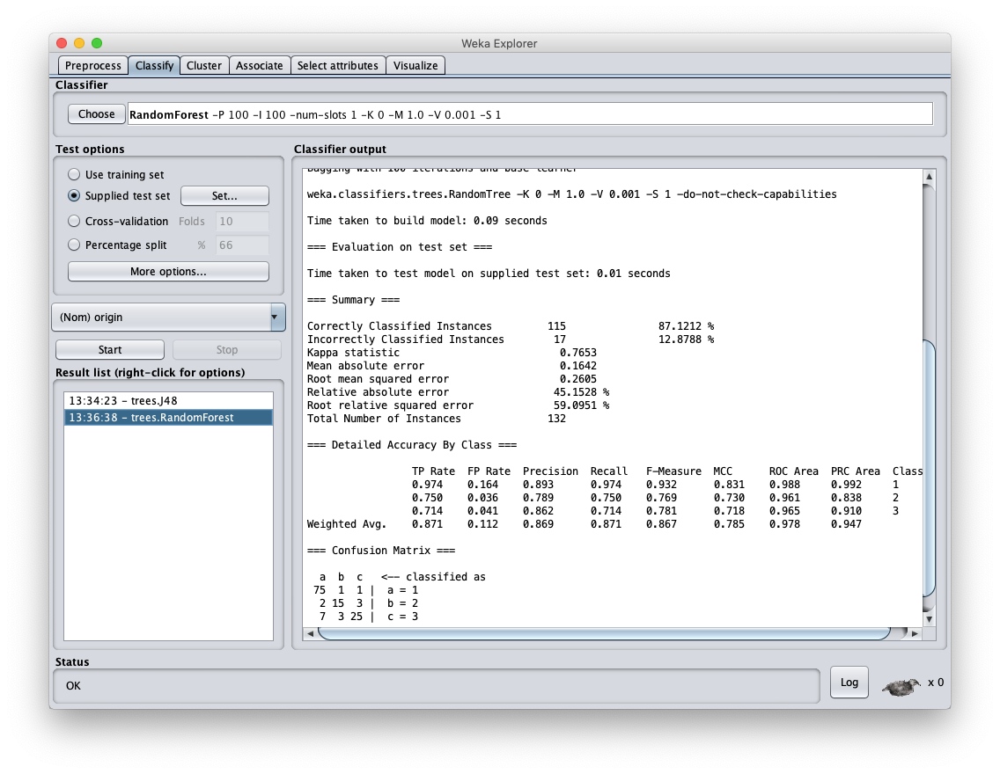 Weka Explorer
Preprocess Classify Cluster Associate Select attributes Visualize
Classifier
Choose RandomForest -P 100 -I 100 -num-slots 1 -K 0 -M 1.0 -V 0.001 -S 1
Test options
Use training set
Supplied test set Set...
Cross-validation Folds 10
Percentage split % 66
More options...
(Nom) origin
Start Stop
Result list (right-click for options)
13:34:23 - trees.J48
13:36:38 - trees.RandomForest
Classifier output
Bagging with 100 iterations and base learner
weka.classifiers.trees.RandomTree -K 0 -M 1.0 -V 0.001 -S 1 -do-not-check-capabilities
Time taken to build model: 0.09 seconds
=== Evaluation on test set ===
Time taken to test model on supplied test set: 0.01 seconds
=== Summary ===
Correctly Classified Instances 115 87.1212 %
Incorrectly Classified Instances 17 12.8788 %
Kappa statistic 0.7653
Mean absolute error 0.1642
Root mean squared error 0.2605
Relative absolute error 45.1528 %
Root relative squared error 59.0951 %
Total Number of Instances 132
=== Detailed Accuracy By Class ===
TP Rate FP Rate Precision Recall F-Measure MCC ROC Area PRC Area Class
0.974 0.164 0.893 0.974 0.932 0.831 0.988 0.992 1
0.750 0.036 0.789 0.750 0.769 0.730 0.961 0.838 2
0.714 0.041 0.862 0.714 0.781 0.718 0.965 0.910 3
Weighted Avg. 0.871 0.112 0.869 0.871 0.867 0.785 0.978 0.947
=== Confusion Matrix ===
a b c <-- classified as
75 1 1 | a = 1
2 15 3 | b = 2
7 3 25 | c = 3
Status
OK
Log x 0